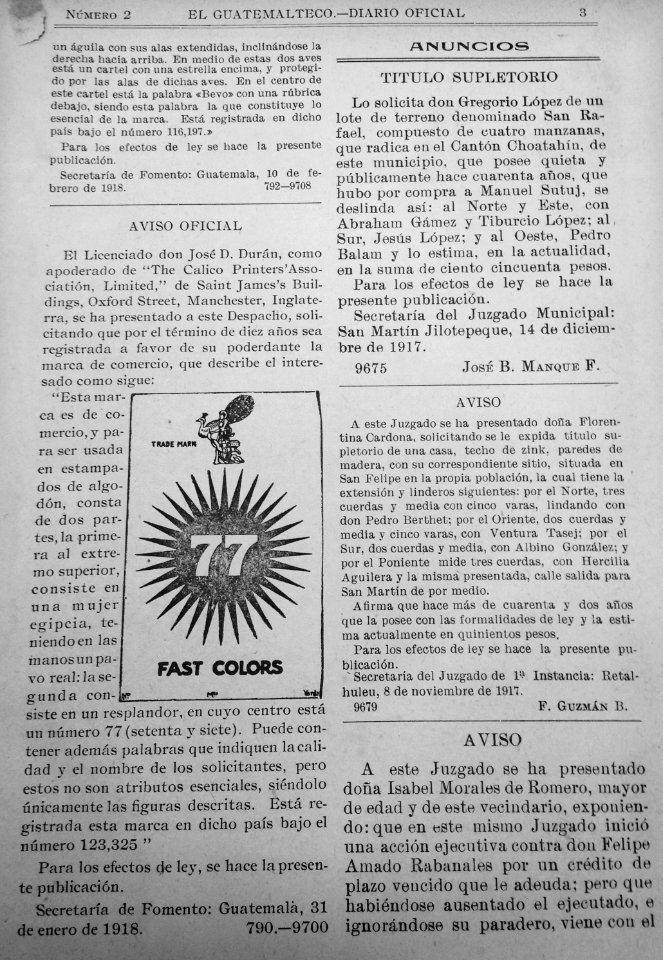 NÚMERO 2
EL GUATEMALTECO.—DIARIO OFICIAL
3
un águila con sus alas extendidas, inclinándose la
derecha hacia arriba. En medio de estas dos aves
está un cartel con una estrella encima, y protegi-
do por las alas de dichas aves. En el centro de
este cartel está la palabra «Bevo» con una rúbrica
debajo, siendo esta palabra la que constituye lo
esencial de la marca. Está registrada en dicho
país bajo el número 116,197.»
Para los efectos de ley se hace la presente
publicación.
Secretaría de Fomento: Guatemala, 10 de fe-
brero de 1918. 792—9708
AVISO OFICIAL
El Licenciado don José D. Durán, como
apoderado de "The Calico Printers'Asso-
ciatión, Limited," de Saint James's Buil-
dings, Oxford Street, Manchester, Inglate-
rra, se ha presentado a este Despacho, soli-
citando que por el término de diez años sea
registrada a favor de su poderdante la
marca de comercio, que describe el intere-
sado como sigue:
"Esta mar-
ca es de co-
mercio, y pa-
ra ser usada
en estampa-
dos de algo-
dón, consta
de dos par-
tes, la prime-
ra al extre-
mo superior,
consiste en
una mujer
egipcia, te-
niendo en las
manos un pa-
vo real: la se-
gunda con-
TRADE MARK
77
FAST COLORS
siste en un resplandor, en cuyo centro está
un número 77 (setenta y siete). Puede con-
tener además palabras que indiquen la cali-
dad y el nombre de los solicitantes, pero
estos no son atributos esenciales, siéndolo
únicamente las figuras descritas. Está re-
gistrada esta marca en dicho país bajo el
número 123,325 "
Para los efectos de ley, se hace la presen-
te publicación.
Secretaría de Fomento: Guatemala, 31
de enero de 1918. 790.—9700
ANUNCIOS
TITULO SUPLETORIO
Lo solicita don Gregorio López de un
lote de terreno denominado San Ra-
fael, compuesto de cuatro manzanas,
que radica en el Cantón Choatahín, de
este municipio, que posee quieta y
públicamente hace cuarenta años, que
hubo por compra a Manuel Sutuj, se
deslinda así: al Norte y Este, con
Abraham Gámez y Tiburcio López; al
Sur, Jesús López; y al Oeste, Pedro
Balam y lo estima, en la actualidad,
en la suma de ciento cincuenta pesos.
Para los efectos de ley se hace la
presente publicación.
Secretaría del Juzgado Municipal:
San Martín Jilotepeque, 14 de diciem-
bre de 1917.
9675 JOSÉ B. MANQUE F.
AVISO
A este Juzgado se ha presentado doña Floren-
tina Cardona, solicitando se le expida título su-
pletorio de una casa, techo de zink, paredes de
madera, con su correspondiente sitio, situada en
San Felipe en la propia población, la cual tiene la
extensión y linderos siguientes: por el Norte, tres
cuerdas y media con cinco varas, lindando con
don Pedro Berthet; por el Oriente, dos cuerdas y
media y cinco varas, con Ventura Tasej; por el
Sur, dos cuerdas y media, con Albino González; y
por el Poniente mide tres cuerdas, con Hercilia
Aguilera y la misma presentada, calle salida para
San Martín de por medio.
Afirma que hace más de cuarenta y dos años
que la posee con las formalidades de ley y la esti-
ma actualmente en quinientos pesos.
Para los efectos de ley se hace la presente pu-
blicación.
Secretaría del Juzgado de 1ª Instancia: Retal-
huleu, 8 de noviembre de 1917.
9679 F. GUZMÁN B.
AVISO
A este Juzgado se ha presentado
doña Isabel Morales de Romero, mayor
de edad y de este vecindario, exponien-
do: que en este mismo Juzgado inició
una acción ejecutiva contra don Felipe
Amado Rabanales por un crédito de
plazo vencido que le adeuda; pero que
habiéndose ausentado el ejecutado, e
ignorándose su paradero, viene con el